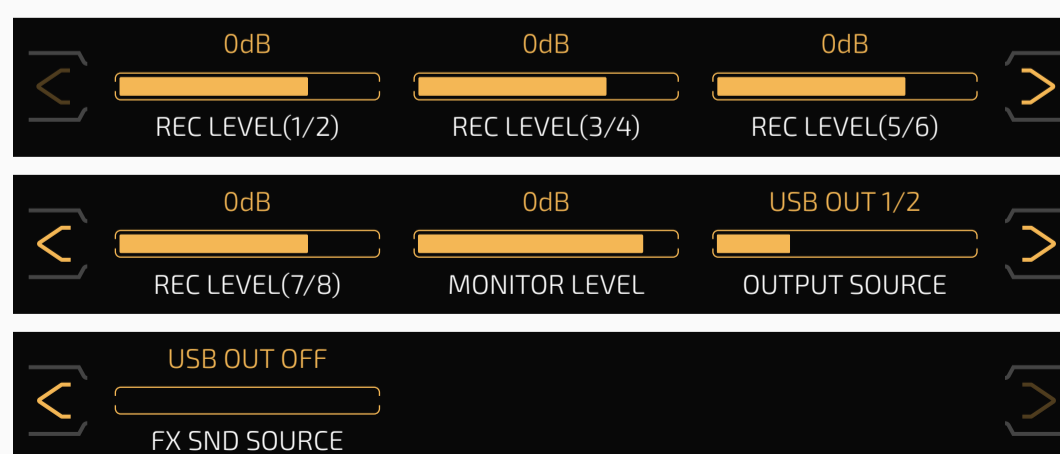 0dB 0dB 0dB
REC LEVEL(1/2) REC LEVEL(3/4) REC LEVEL(5/6)
0dB 0dB USB OUT 1/2
REC LEVEL(7/8) MONITOR LEVEL OUTPUT SOURCE
USB OUT OFF
FX SND SOURCE